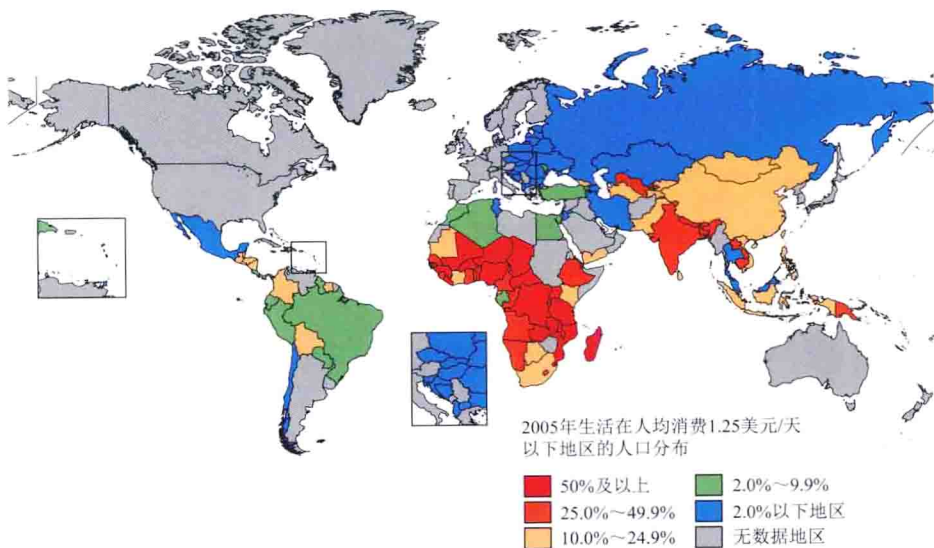 2005年生活在人均消费1.25美元/天
以下地区的人口分布
50%及以上
25.0%~49.9%
10.0%~24.9%
2.0%~9.9%
2.0%以下地区
无数据地区